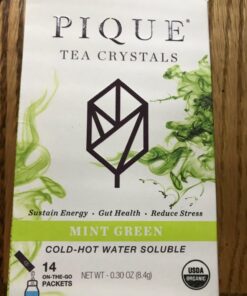 PIQUE®
TEA CRYSTALS
Sustain Energy • Gut Health • Reduce Stress
MINT GREEN
COLD-HOT WATER SOLUBLE
14
ON-THE-GO
PACKETS
NET WT - 0.30 OZ (8.4g)
USDA
ORGANIC